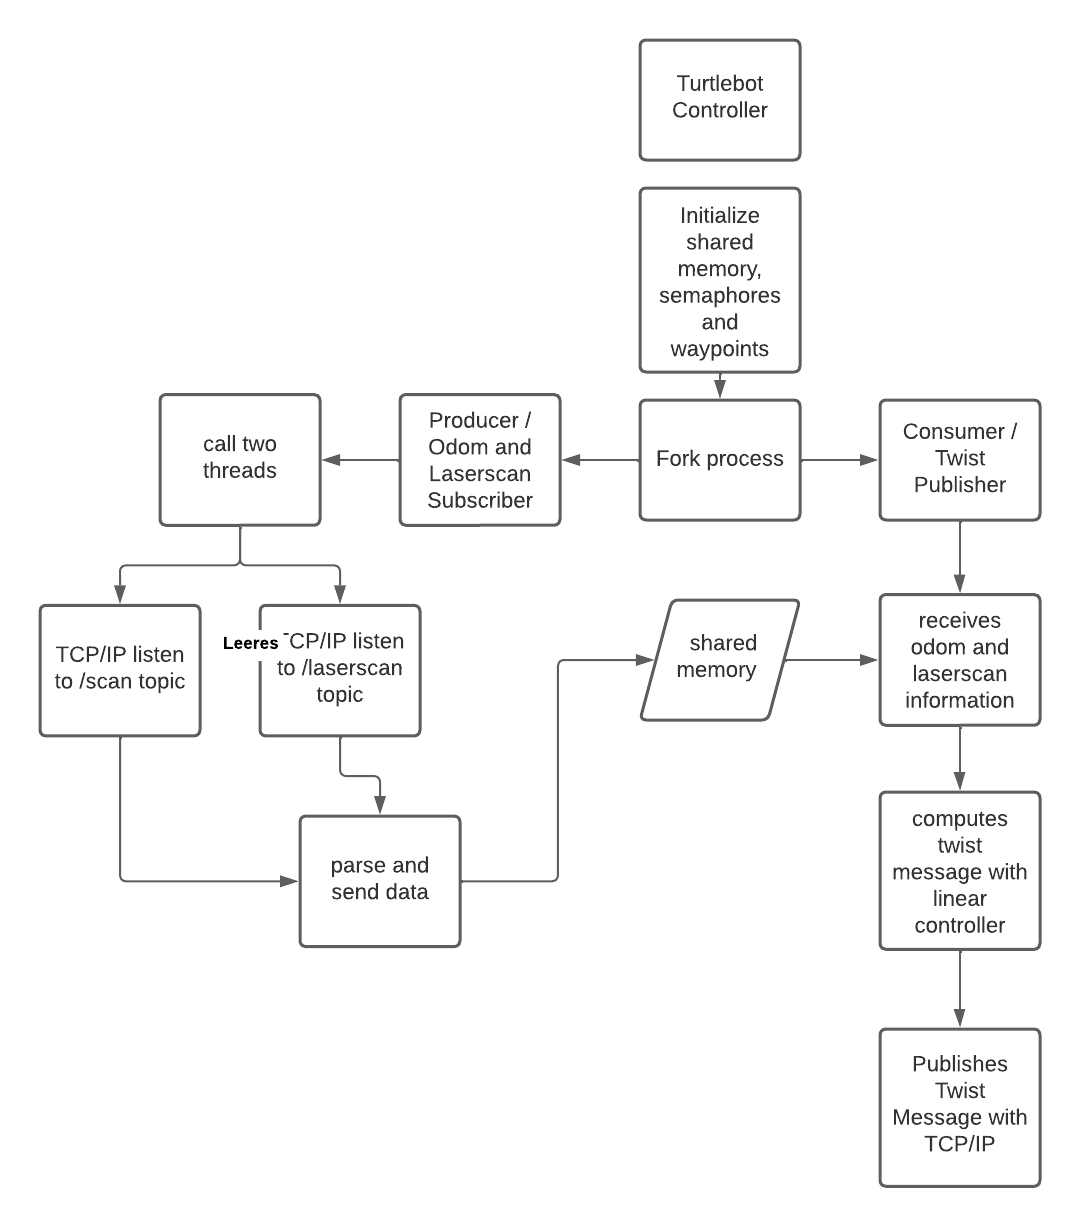 Turtlebot
Controller
Initialize
shared
memory,
semaphores
and
waypoints
Fork process
Producer /
Odom and
Laserscan
Subscriber
call two
threads
TCP/IP listen
to /scan topic
Leeres
CP/IP listen
to /laserscan
topic
parse and
send data
shared
memory
Consumer /
Twist
Publisher
receives
odom and
laserscan
information
computes
twist
message with
linear
controller
Publishes
Twist
Message with
TCP/IP